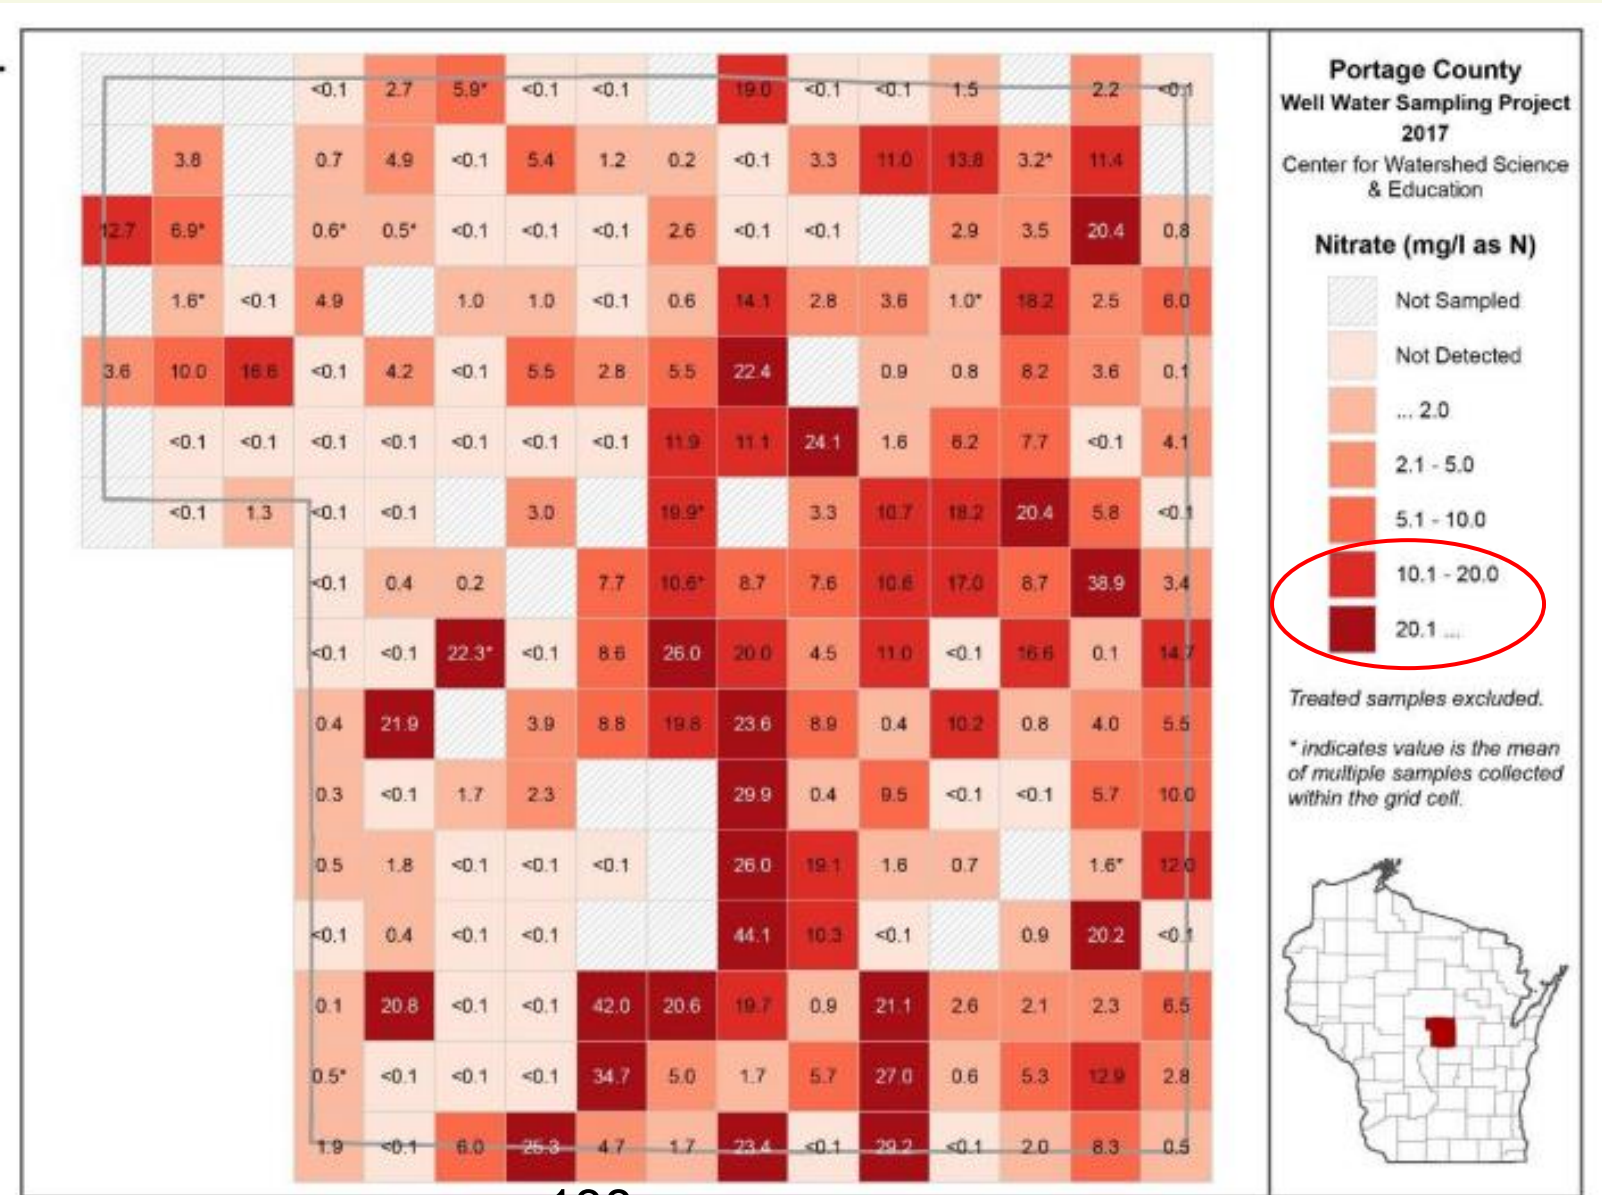 <0.1 2.7 5.9* <0.1 <0.1 19.0 <0.1 <0.1 1.5 2.2 <0.1
3.8 0.7 4.9 <0.1 5.4 1.2 0.2 <0.1 3.3 11.0 13.8 3.2* 11.4
12.7 6.9* 0.6* 0.5* <0.1 <0.1 <0.1 2.6 <0.1 <0.1 2.9 3.5 20.4 0.8
1.6* <0.1 4.9 1.0 1.0 <0.1 0.6 14.1 2.8 3.6 1.0* 18.2 2.5 6.0
3.6 10.0 16.6 <0.1 4.2 <0.1 5.5 2.8 5.5 22.4 0.9 0.8 8.2 3.6 0.1
<0.1 <0.1 <0.1 <0.1 <0.1 <0.1 <0.1 11.9 11.1 24.1 1.6 6.2 7.7 <0.1 4.1
<0.1 1.3 <0.1 <0.1 3.0 19.9* 3.3 10.7 18.2 20.4 5.8 <0.1
<0.1 0.4 0.2 7.7 10.6* 8.7 7.6 10.6 17.0 8.7 38.9 3.4
<0.1 <0.1 22.3* <0.1 8.6 26.0 20.0 4.5 11.0 <0.1 16.6 0.1 14.7
0.4 21.9 3.9 8.8 19.8 23.6 8.9 0.4 10.2 0.8 4.0 5.5
0.3 <0.1 1.7 2.3 29.9 0.4 9.5 <0.1 <0.1 5.7 10.0
0.5 1.8 <0.1 <0.1 <0.1 26.0 19.1 1.6 0.7 1.6* 12.0
<0.1 0.4 <0.1 <0.1 44.1 10.3 <0.1 0.9 20.2 <0.1
0.1 20.8 <0.1 <0.1 42.0 20.6 19.7 0.9 21.1 2.6 2.1 2.3 6.5
0.5* <0.1 <0.1 <0.1 34.7 5.0 1.7 5.7 27.0 0.6 5.3 12.9 2.8
1.9 <0.1 6.0 25.3 4.7 1.7 23.4 <0.1 29.2 <0.1 2.0 8.3 0.5
Portage County
Well Water Sampling Project
2017
Center for Watershed Science
& Education
Nitrate (mg/l as N)
Not Sampled
Not Detected
... 2.0
2.1 - 5.0
5.1 - 10.0
10.1 - 20.0
20.1 ...
Treated samples excluded.
* indicates value is the mean
of multiple samples collected
within the grid cell.